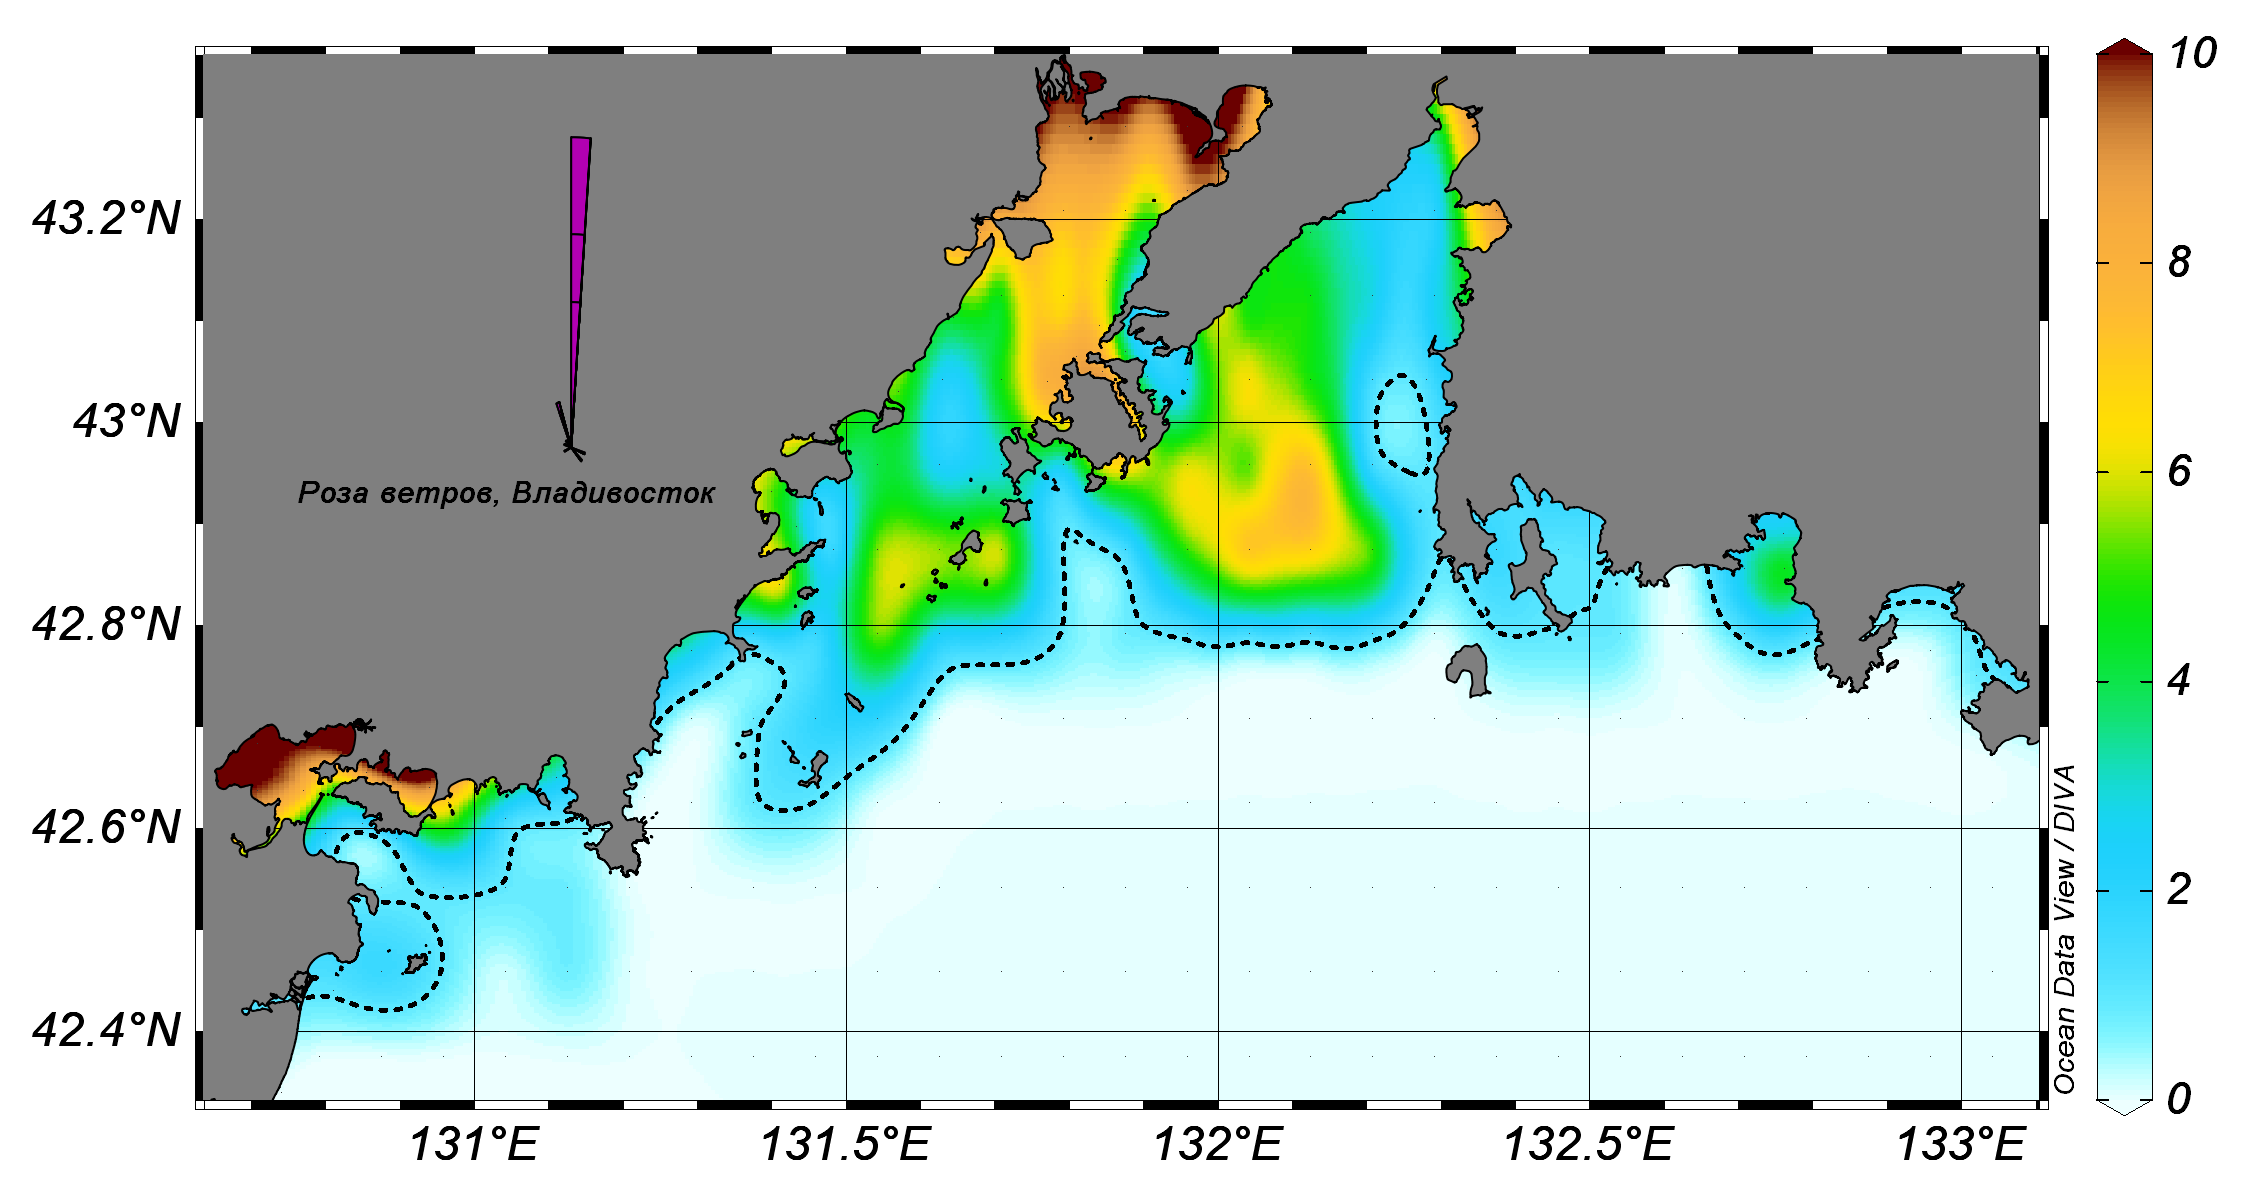 10
43.2°N
8
43°N
6
Роза ветров, Владивосток
42.8°N
4
42.6°N
2
42.4°N
0
Ocean Data View / DIVA
131°E
131.5°E
132°E
132.5°E
133°E